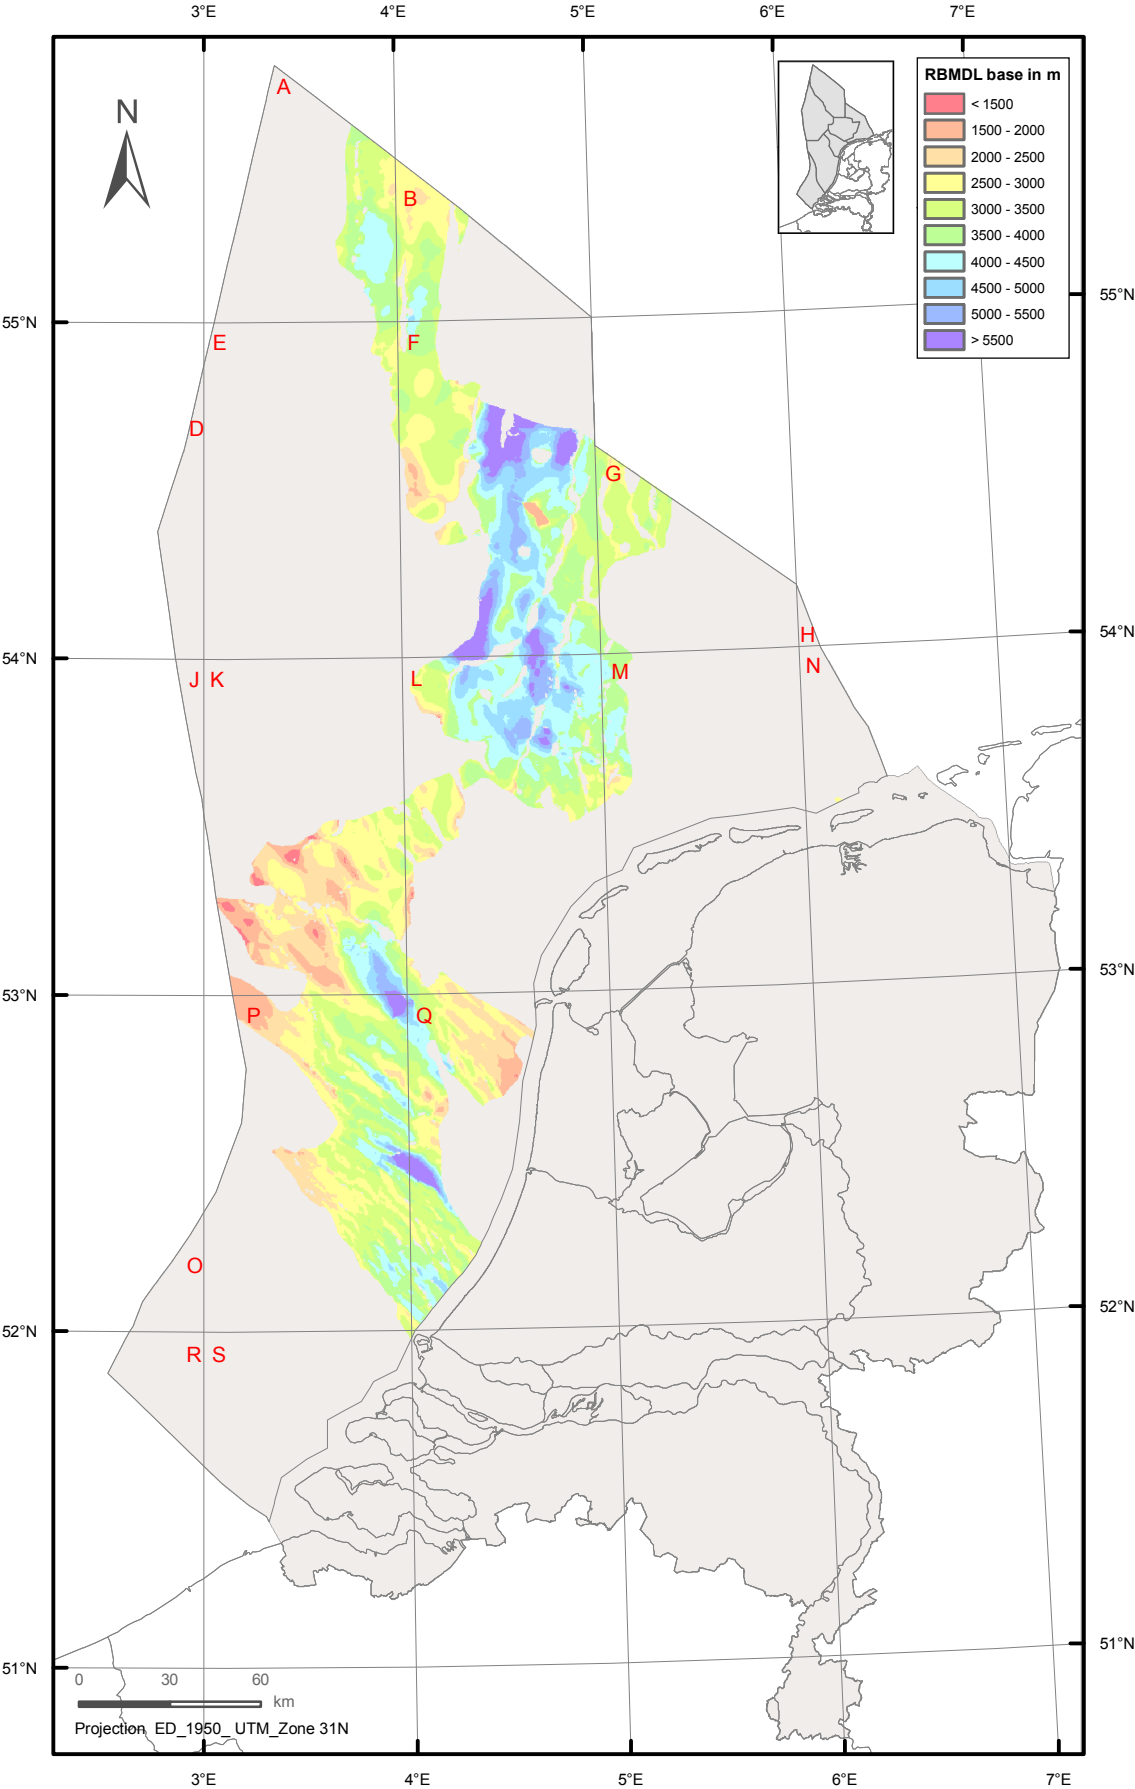 3°E 4°E 5°E 6°E 7°E
RBMDL base in m
< 1500
1500 - 2000
2000 - 2500
2500 - 3000
3000 - 3500
3500 - 4000
4000 - 4500
4500 - 5000
5000 - 5500
> 5500
N
A
B
55°N 55°N
E F
D
G
H
54°N 54°N
J K L M N
53°N 53°N
P Q
O
52°N 52°N
R S
51°N 51°N
0 30 60
km
Projection ED_1950_ UTM_Zone 31N
3°E 4°E 5°E 6°E 7°E